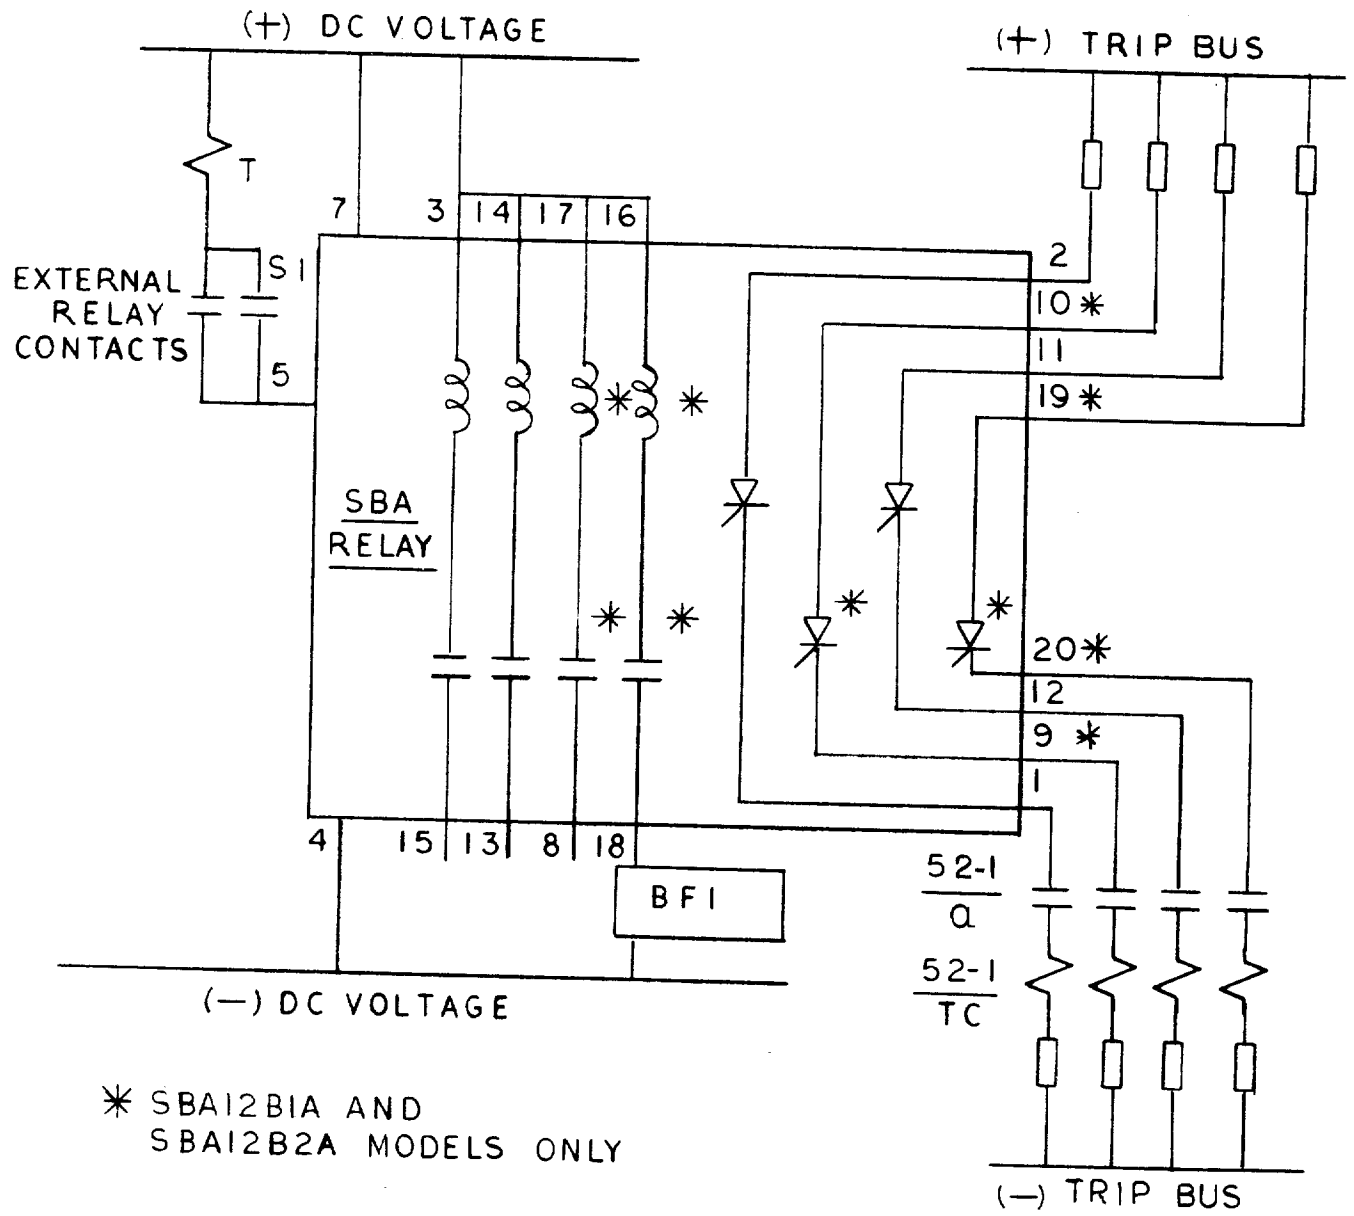 (+) DC VOLTAGE
(+) TRIP BUS
T
7
3
14
17
16
S1
EXTERNAL
RELAY
CONTACTS
5
2
10*
11
19*
* *
SBA
RELAY
* *
*
*
20*
12
9 *
1
4
15
13
8
18
BFI
52-1
a
52-1
TC
(—) DC VOLTAGE
* SBA12B1A AND
SBA12B2A MODELS ONLY
(—) TRIP BUS